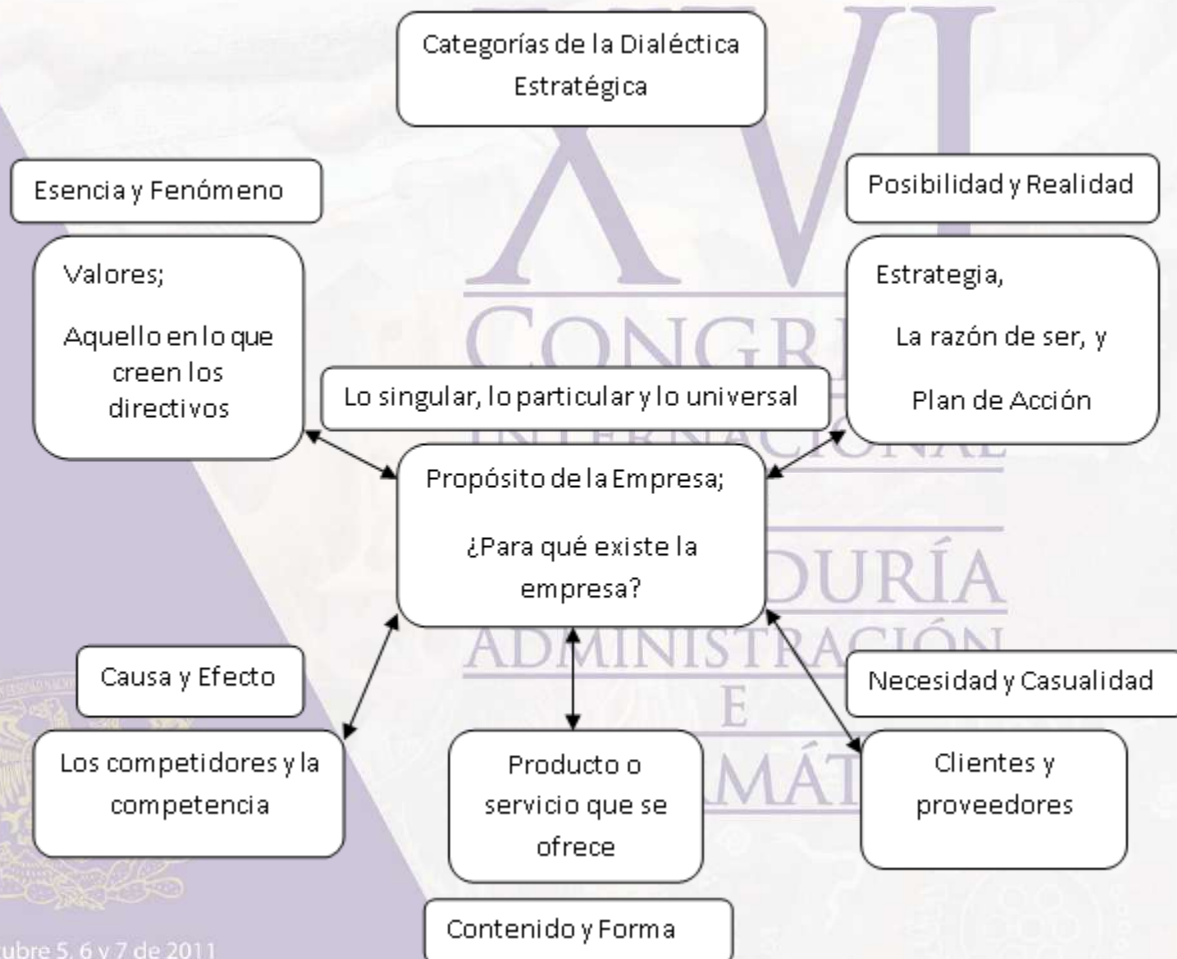 Categorías de la Dialéctica
Estratégica
Esencia y Fenómeno
Posibilidad y Realidad
Valores;
Aquello en lo que
creen los
directivos
Estrategia,
La razón de ser, y
Plan de Acción
Lo singular, lo particular y lo universal
Propósito de la Empresa;
¿Para qué existe la
empresa?
Causa y Efecto
Necesidad y Casualidad
Los competidores y la
competencia
Producto o
servicio que se
ofrece
Clientes y
proveedores
Contenido y Forma
XVI
CONGR
INTERNACIONAL
DURÍA
ADMINISTRACIÓN
E
MÁT
ubre 5, 6 y 7 de 2011